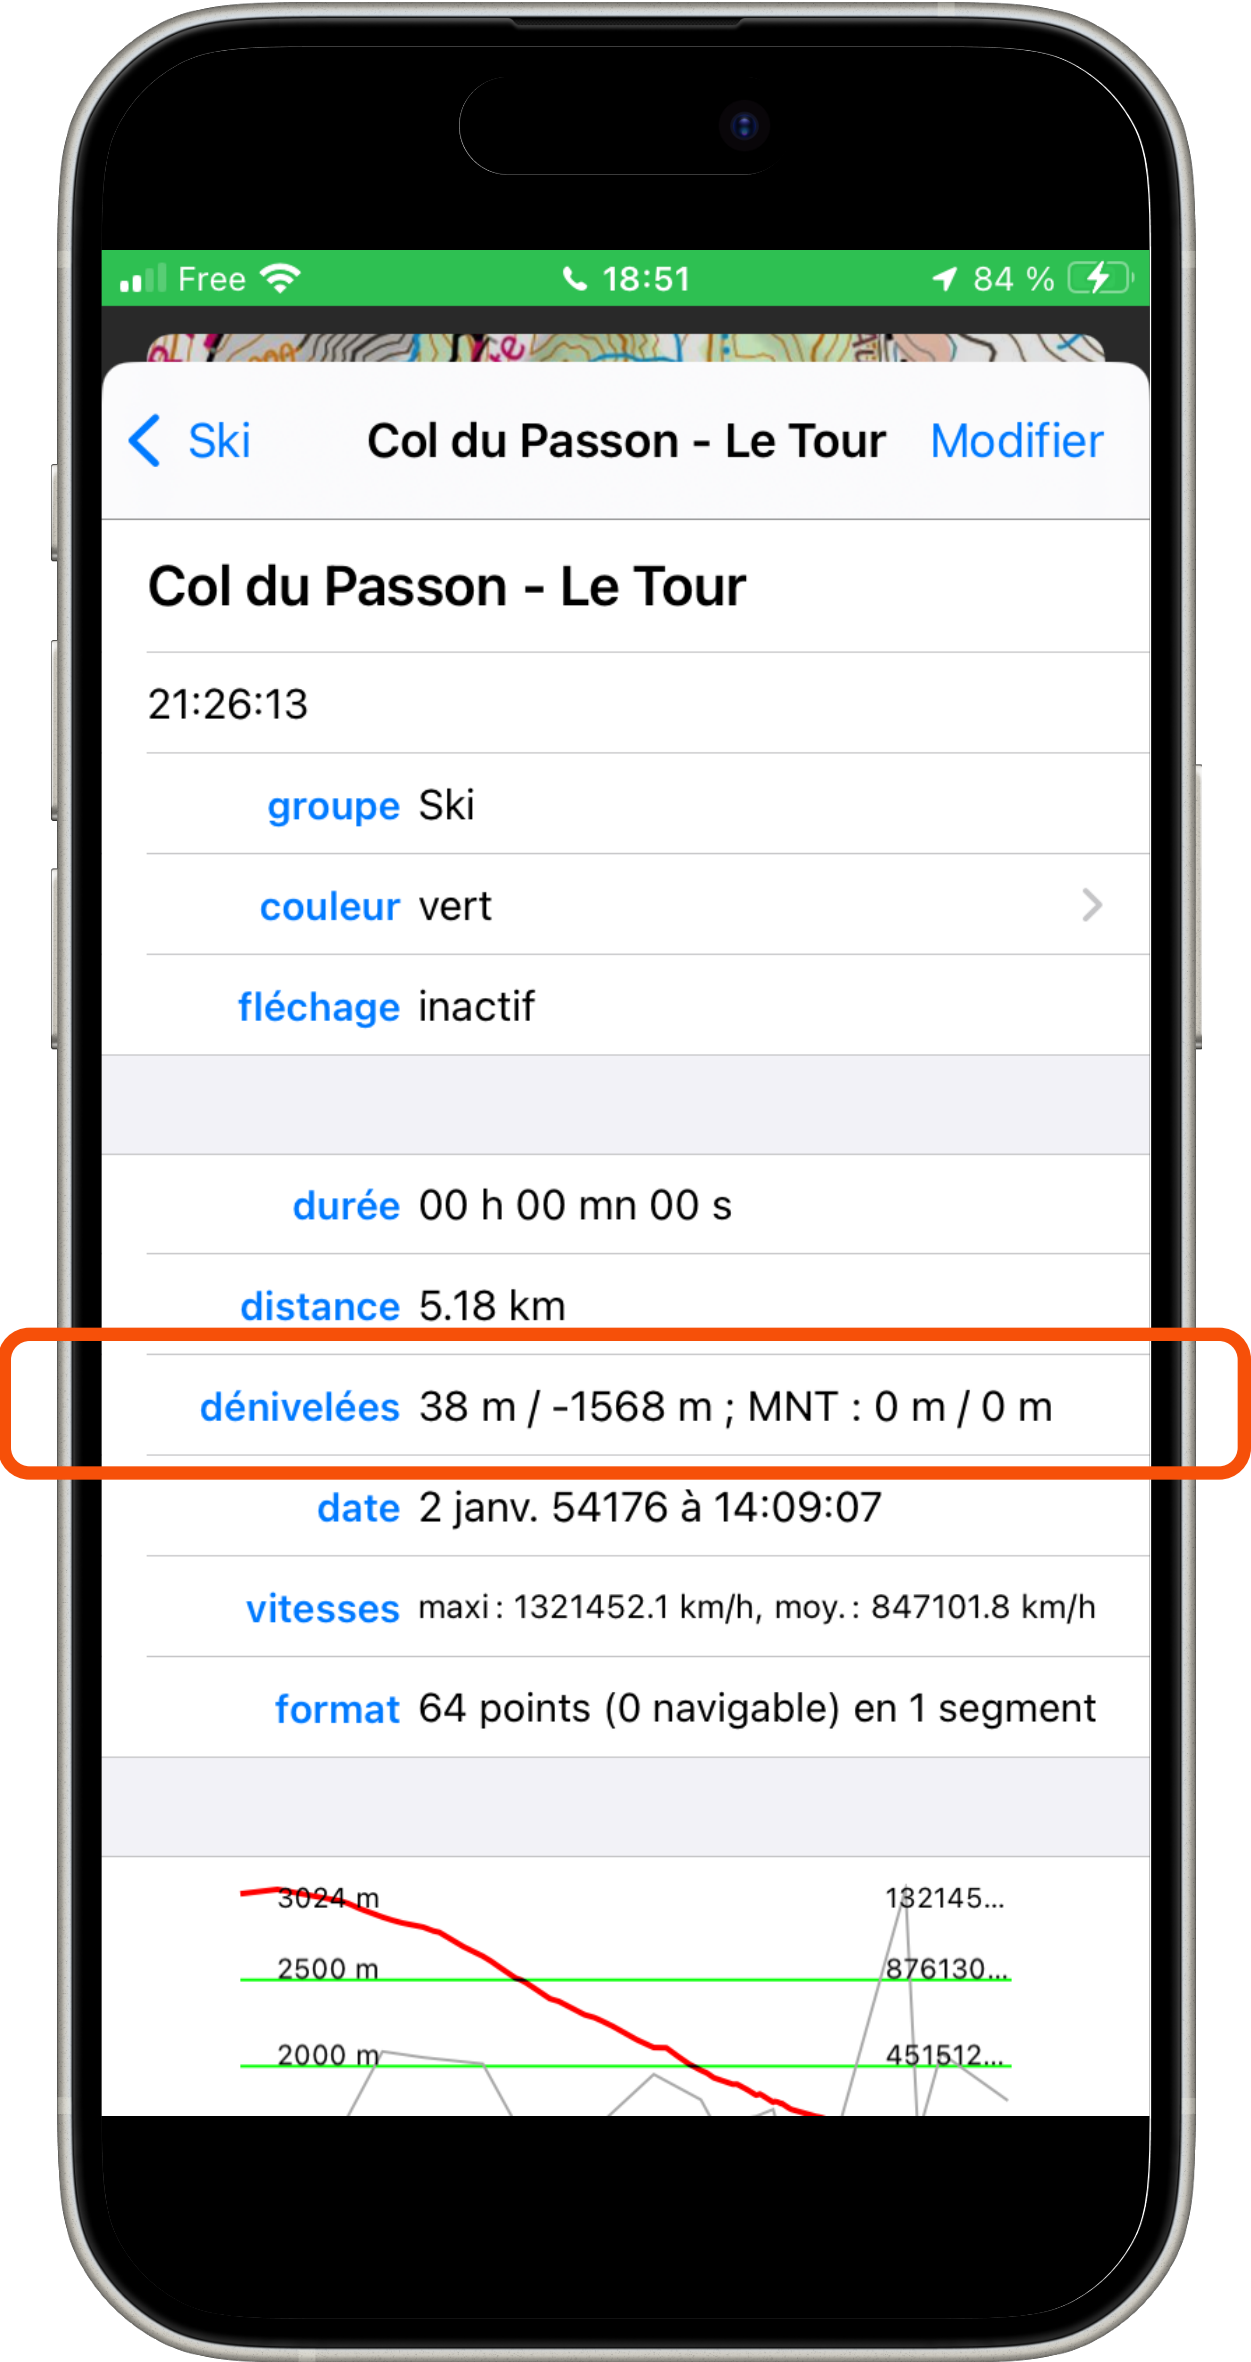 Free 18:51 84 %
te
Ski Col du Passon - Le Tour Modifier
Col du Passon - Le Tour
21:26:13
groupe Ski
couleur vert
fléchage inactif
durée 00 h 00 mn 00 s
distance 5.18 km
dénivelées 38 m / -1568 m ; MNT : 0 m / 0 m
date 2 janv. 54176 à 14:09:07
vitesses maxi : 1321452.1 km/h, moy. : 847101.8 km/h
format 64 points (0 navigable) en 1 segment
3024 m 132145...
2500 m 876130...
2000 m 451512...